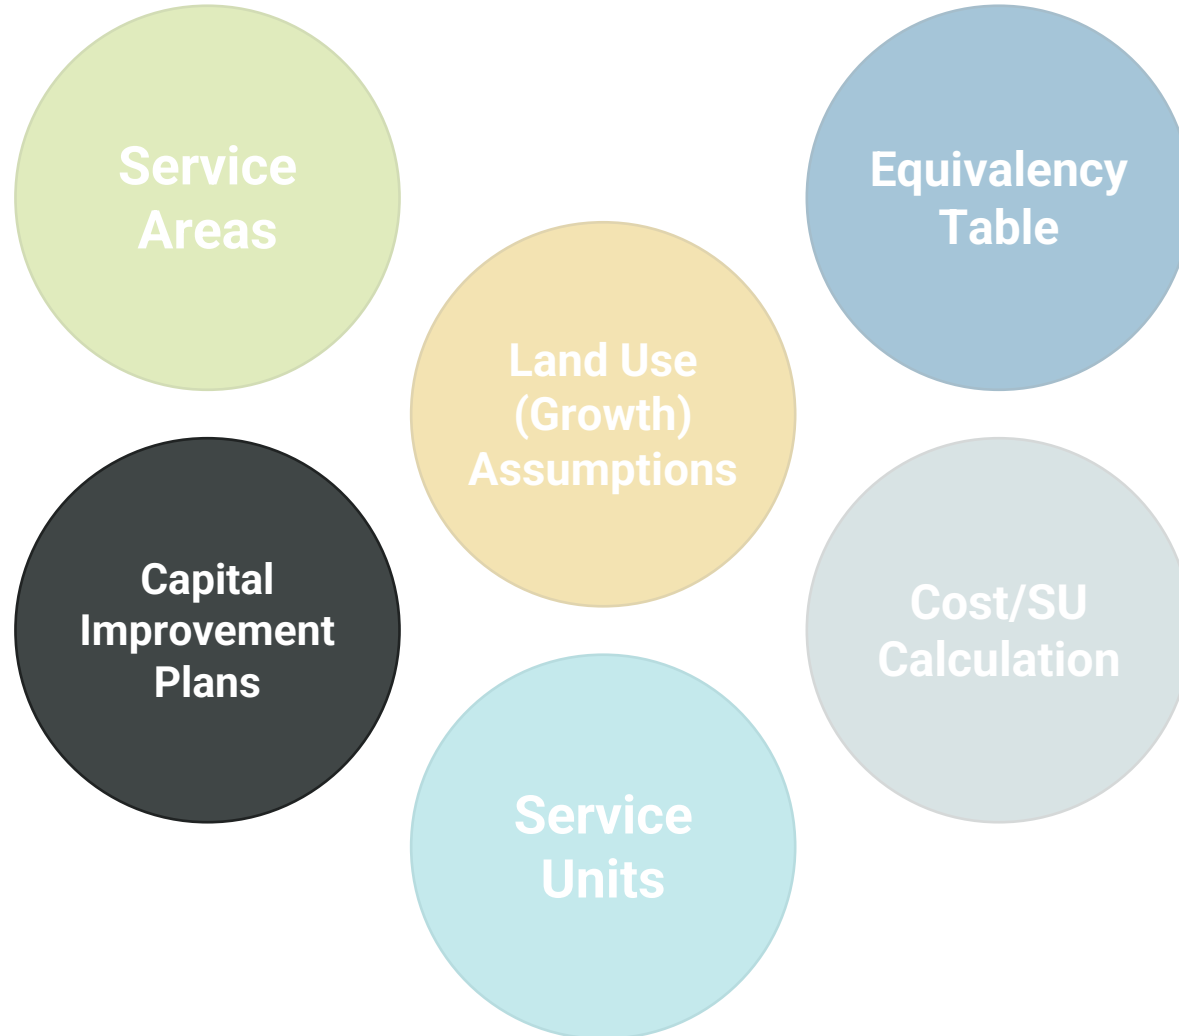 Service
Areas
Equivalency
Table
Land Use
(Growth)
Assumptions
Capital
Improvement
Plans
Cost/SU
Calculation
Service
Units